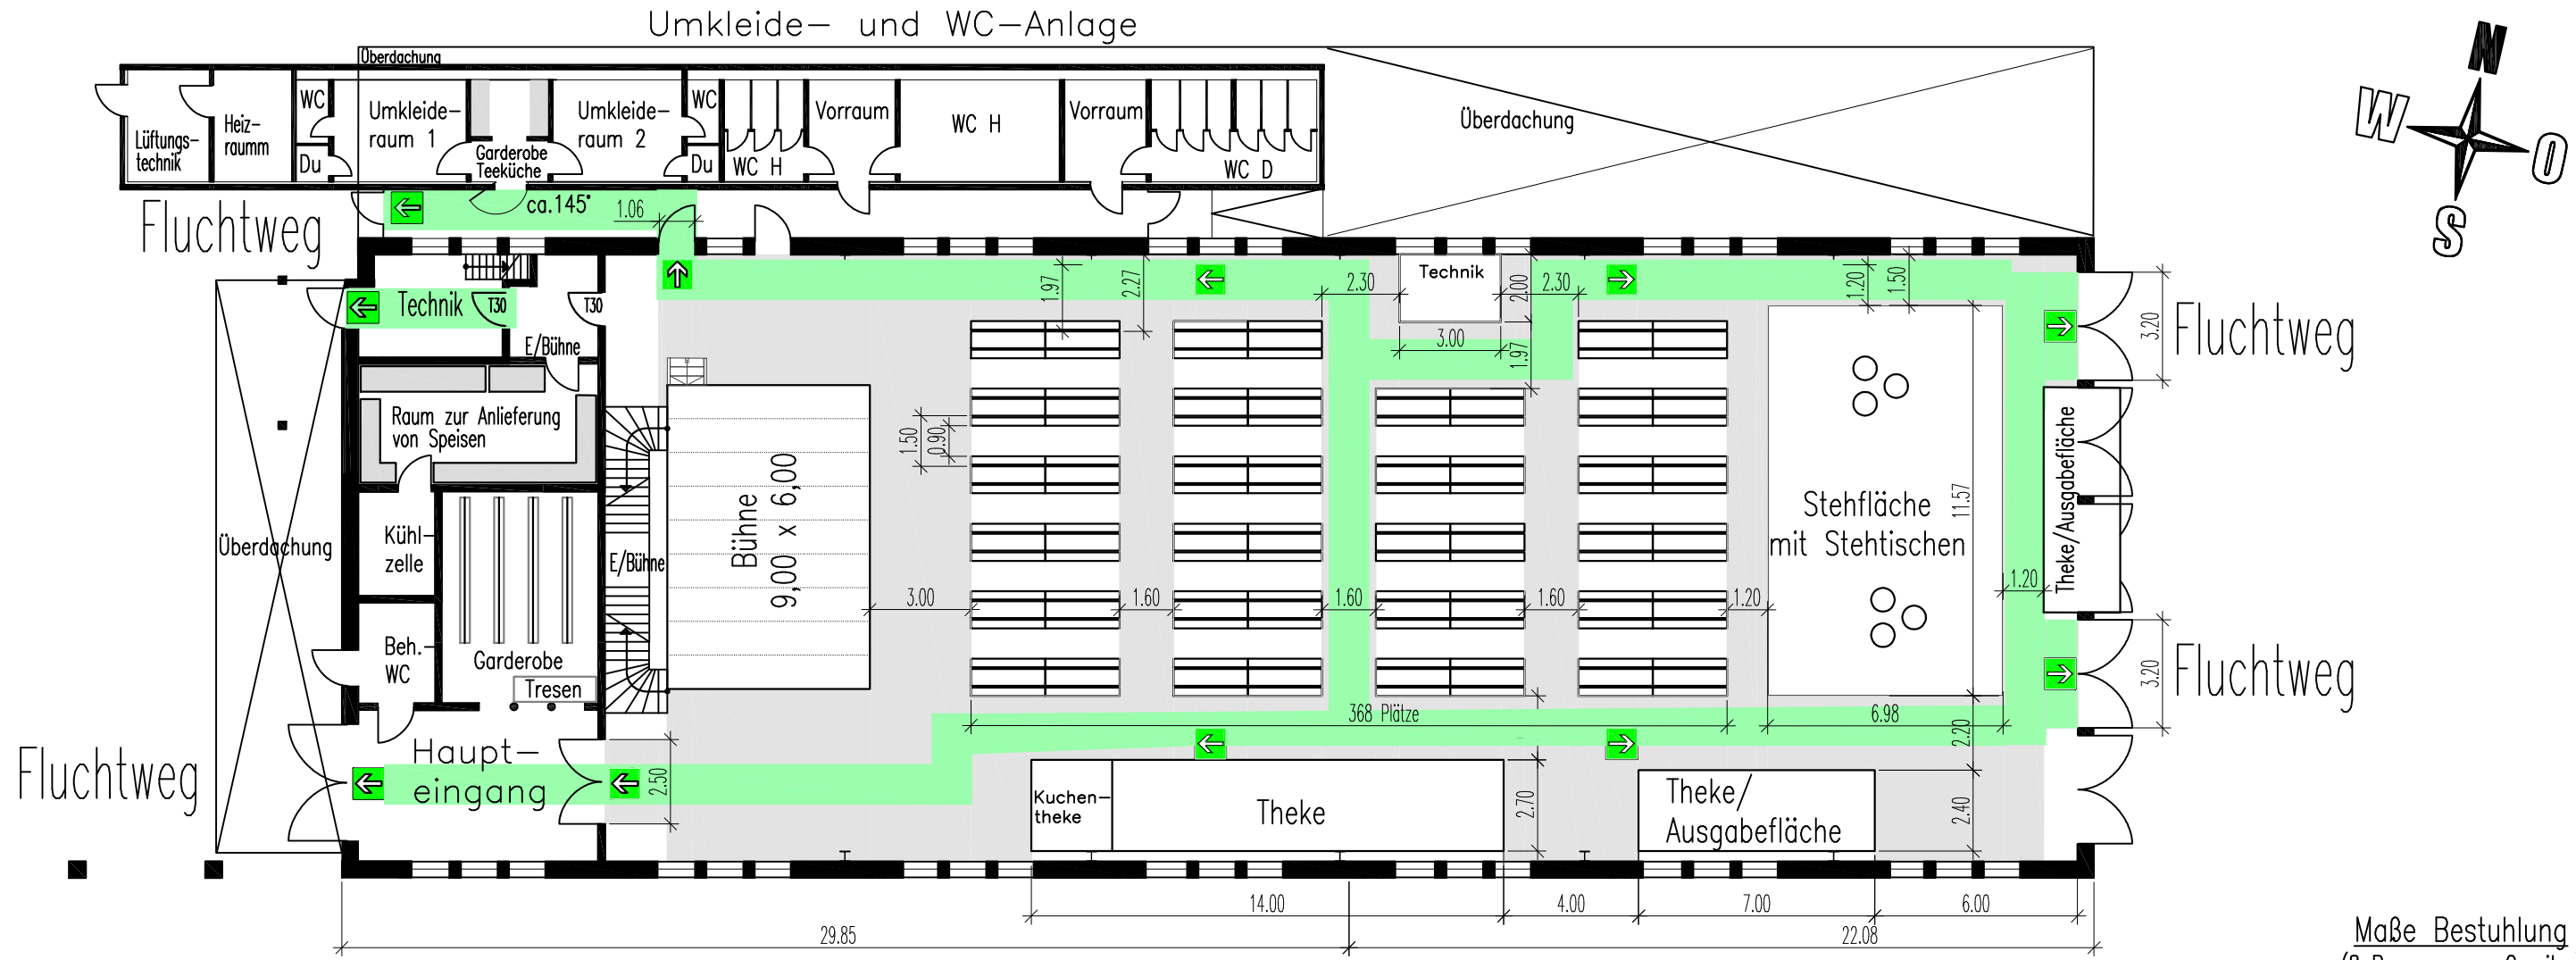 Umkleide- und WC-Anlage
Überdachung
N
W
O
S
Lüftungs-
technik
Heiz-
raumm
WC
Du
Umkleide-
raum 1
Garderobe
Teeküche
Umkleide-
raum 2
WC
Du
WC H
Vorraum
WC H
Vorraum
WC D
Überdachung
Fluchtweg
ca.145°
1.06
Technik
T30
T30
E/Bühne
1.97
2.27
2.30
Technik
2.00
2.30
3.00
1.97
1.20
1.50
3.20
Fluchtweg
Raum zur Anlieferung
von Speisen
Überdachung
Kühl-
zelle
Beh.-
WC
Garderobe
Tresen
E/Bühne
Bühne
9,00 x 6,00
1.50
0.90
3.00
1.60
1.60
1.60
1.20
Stehfläche
mit Stehtischen
11.57
1.20
Theke/Ausgabefläche
3.20
Fluchtweg
368 Plätze
6.98
2.20
Fluchtweg
Haupt-
eingang
2.50
Kuchen-
theke
Theke
2.70
Theke/
Ausgabefläche
2.40
14.00
4.00
7.00
6.00
29.85
22.08
Maße Bestuhlung